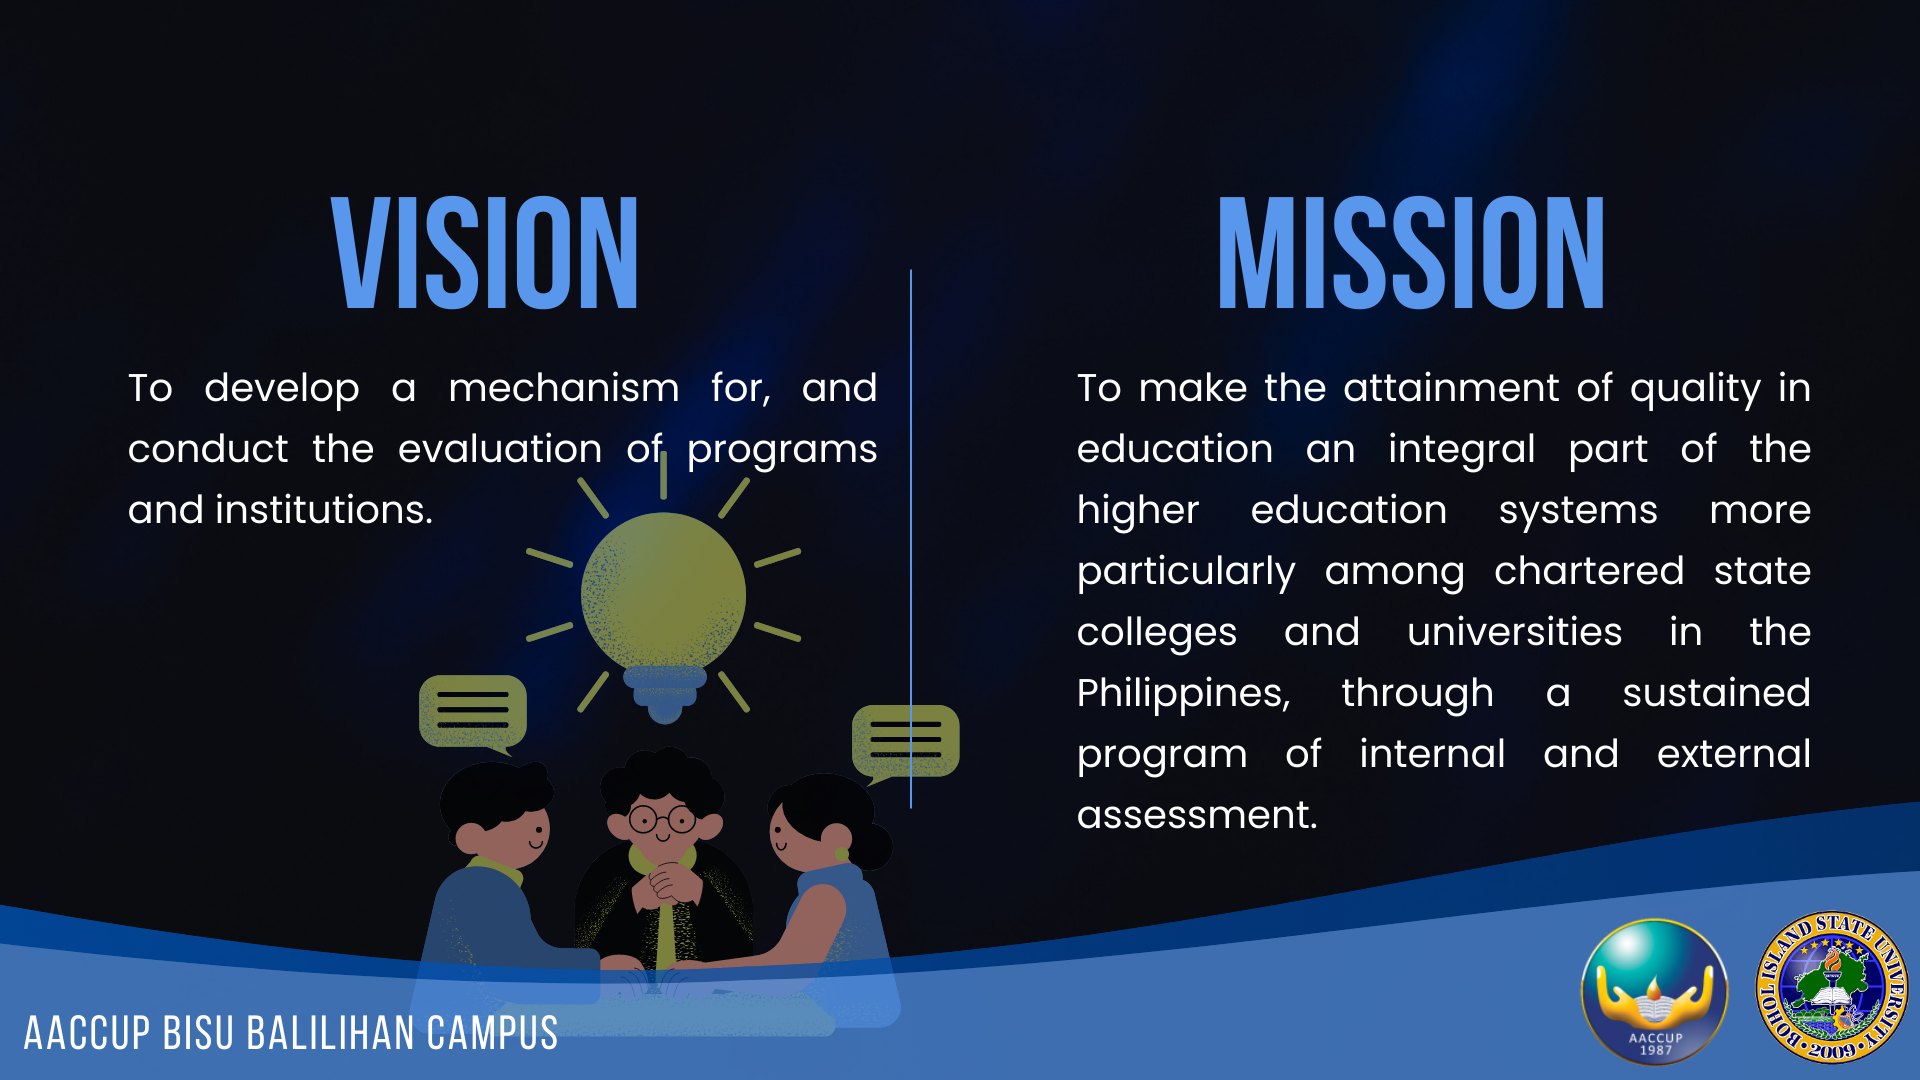 VISION
To develop a mechanism for, and
conduct the evaluation of programs
and institutions.
MISSION
To make the attainment of quality in
education an integral part of the
higher education systems more
particularly among chartered state
colleges and universities in the
Philippines, through a sustained
program of internal and external
assessment.
AACCUP BISU BALILIHAN CAMPUS
AACCUP
1987
BOHOL ISLAND STATE UNIVERSITY
2009